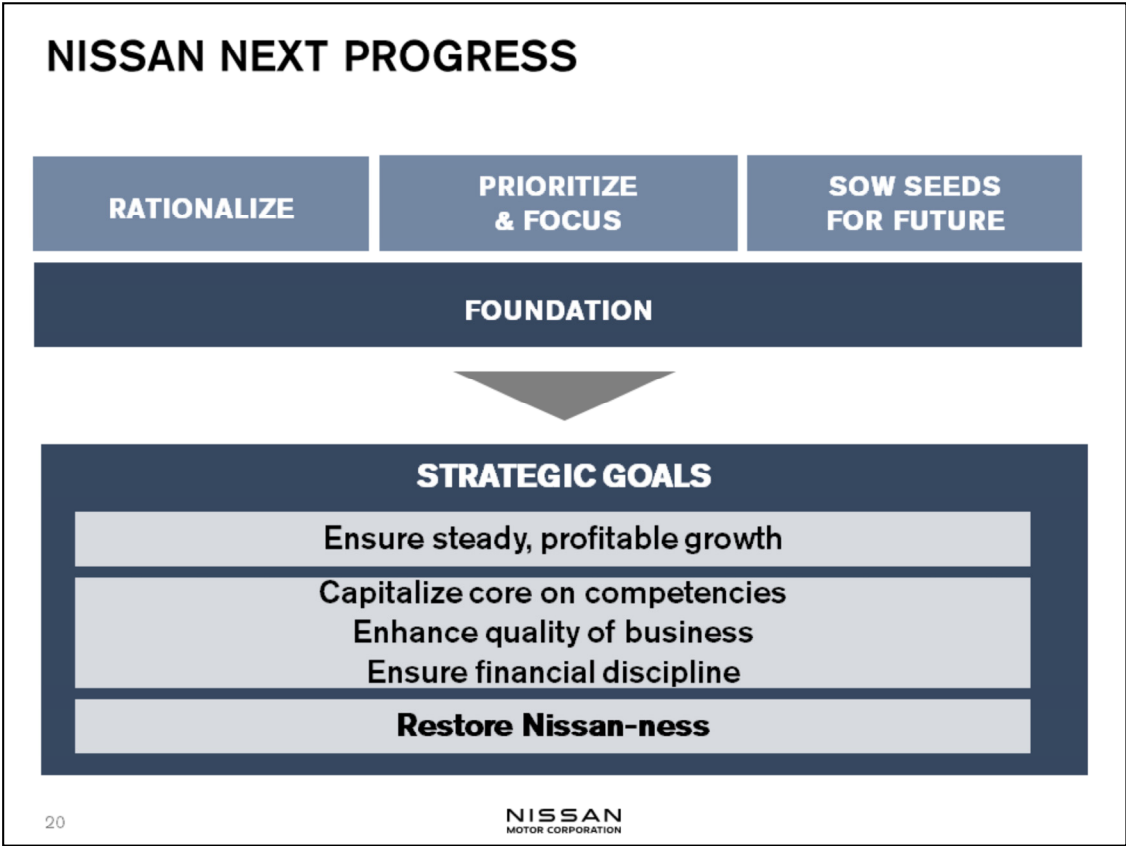 NISSAN NEXT PROGRESS
RATIONALIZE
PRIORITIZE
& FOCUS
SOW SEEDS
FOR FUTURE
FOUNDATION
STRATEGIC GOALS
Ensure steady, profitable growth
Capitalize core on competencies
Enhance quality of business
Ensure financial discipline
Restore Nissan-ness
20
NISSAN
MOTOR CORPORATION